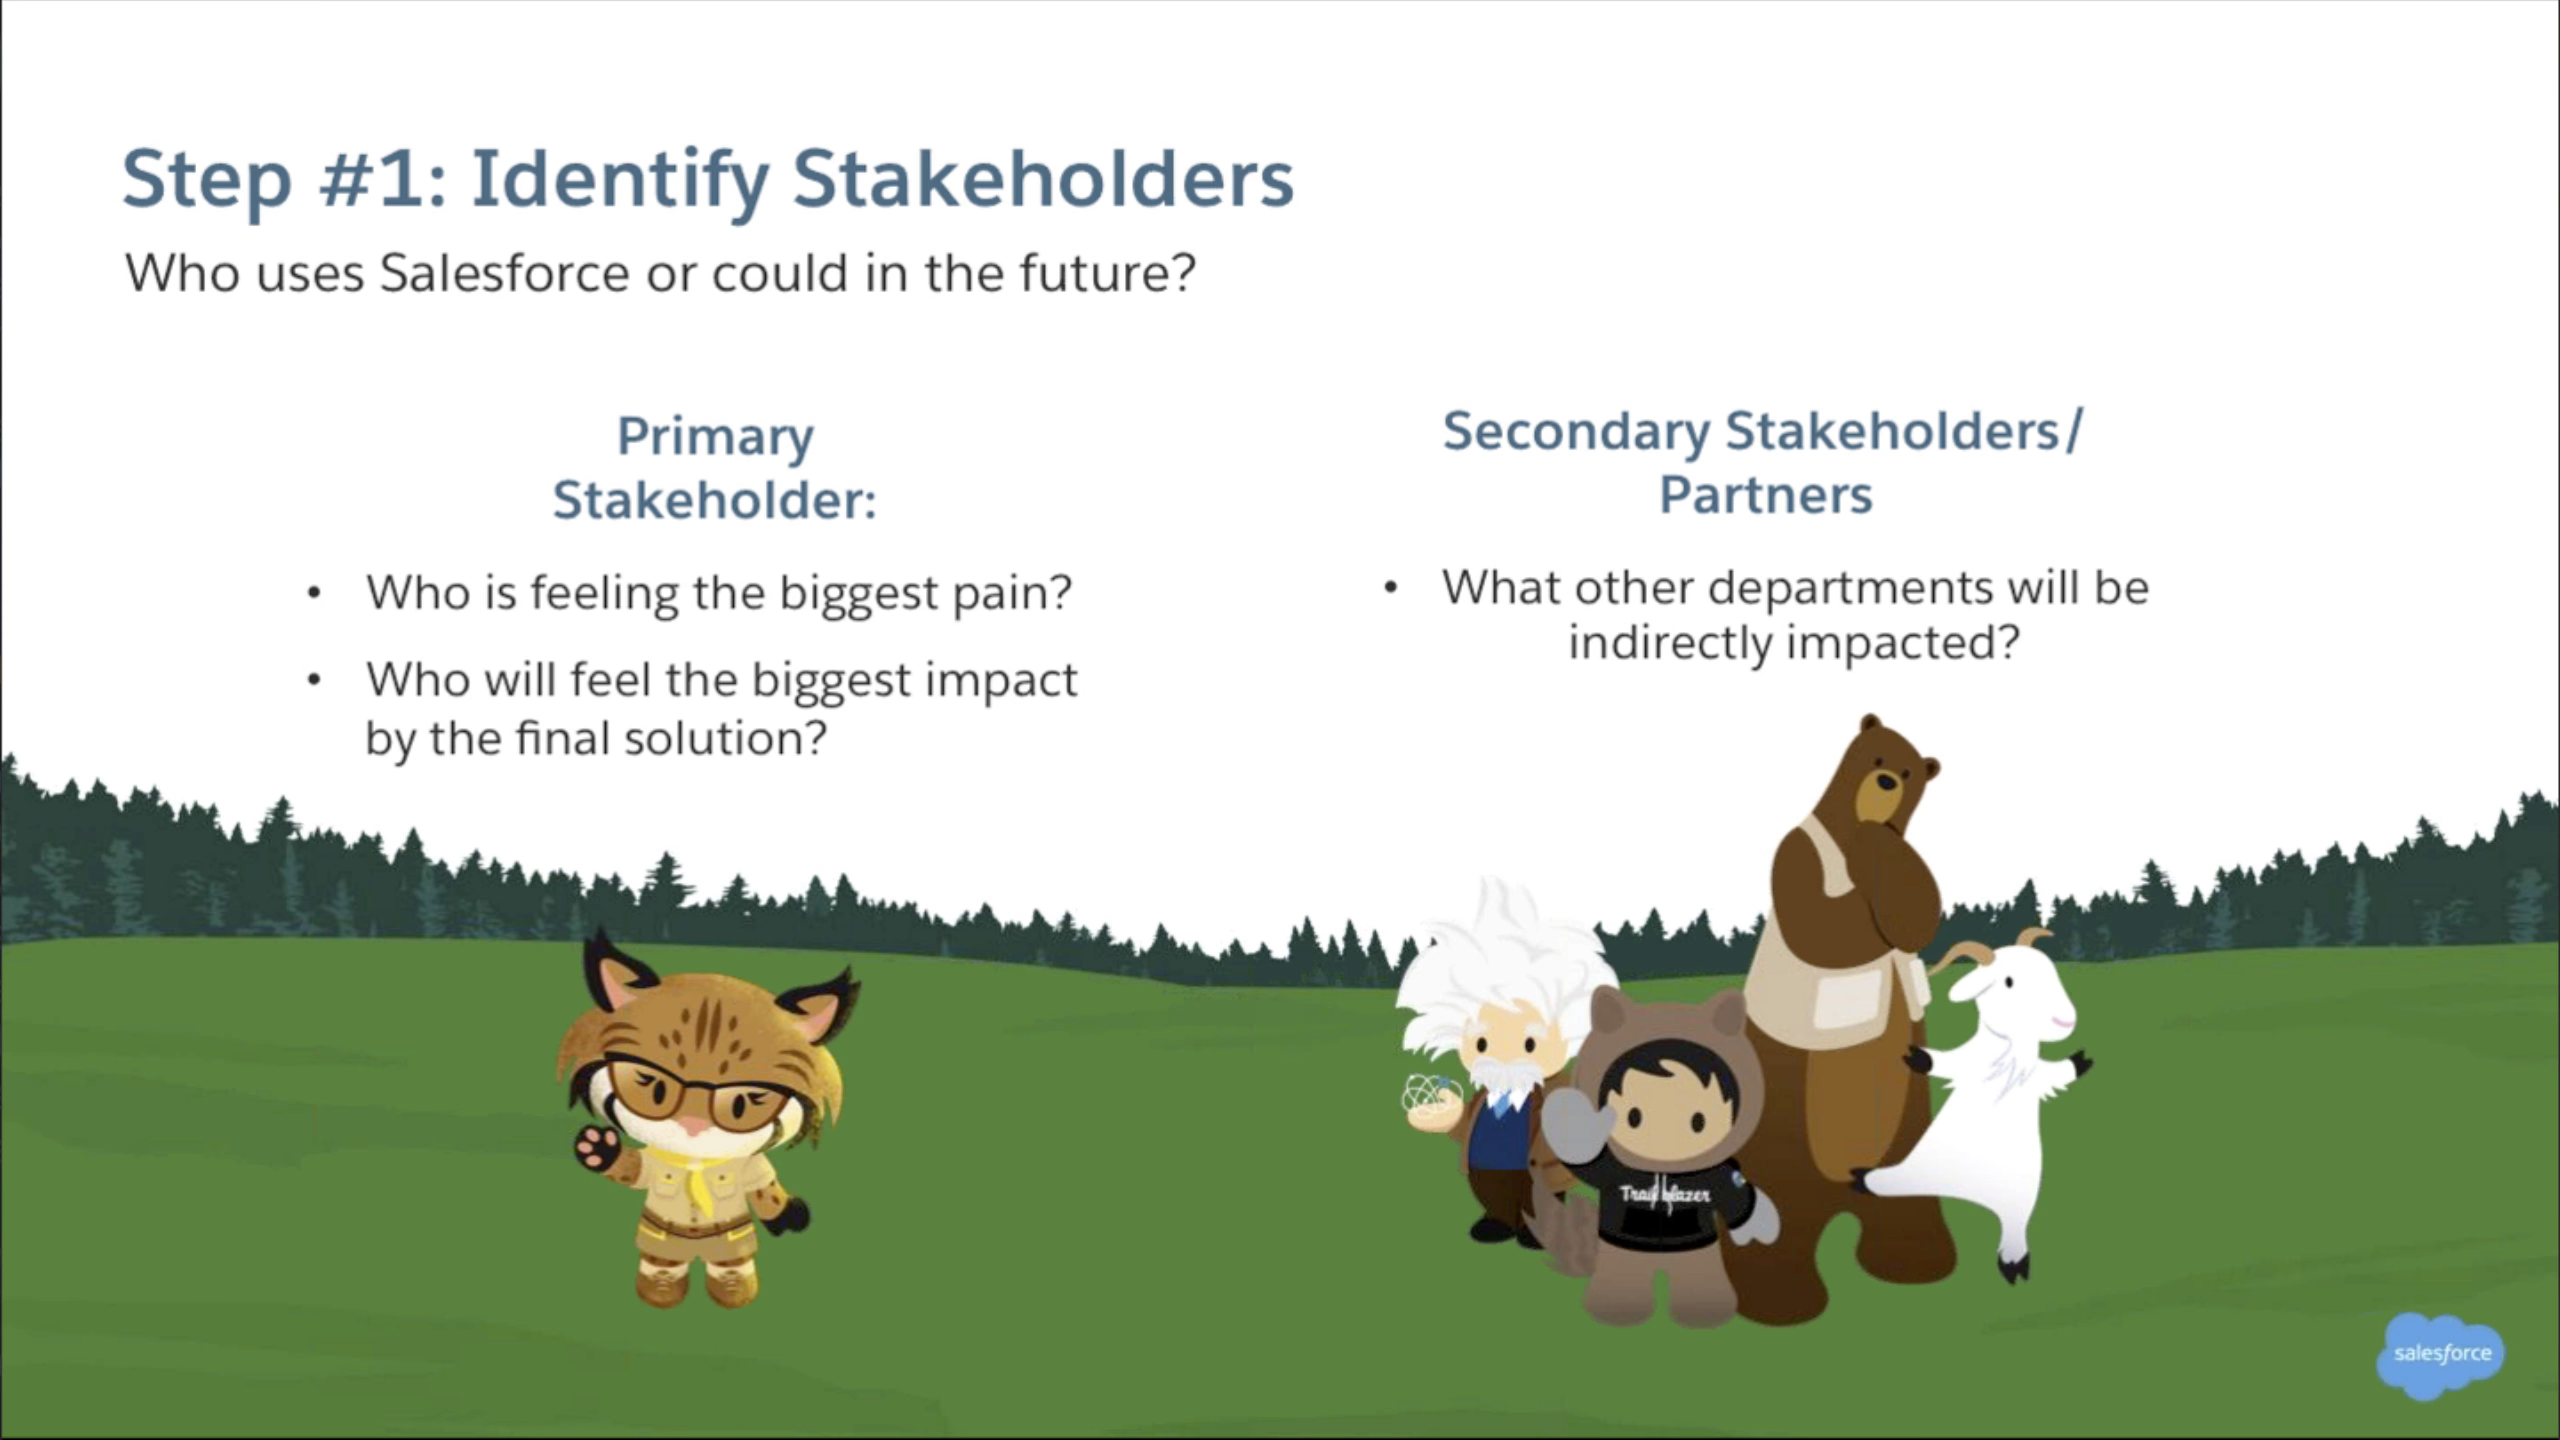 Step #1: Identify Stakeholders
Who uses Salesforce or could in the future?
Primary
Stakeholder:
• Who is feeling the biggest pain?
• Who will feel the biggest impact
by the final solution?
Secondary Stakeholders/
Partners
• What other departments will be
indirectly impacted?
Trailblazer
salesforce